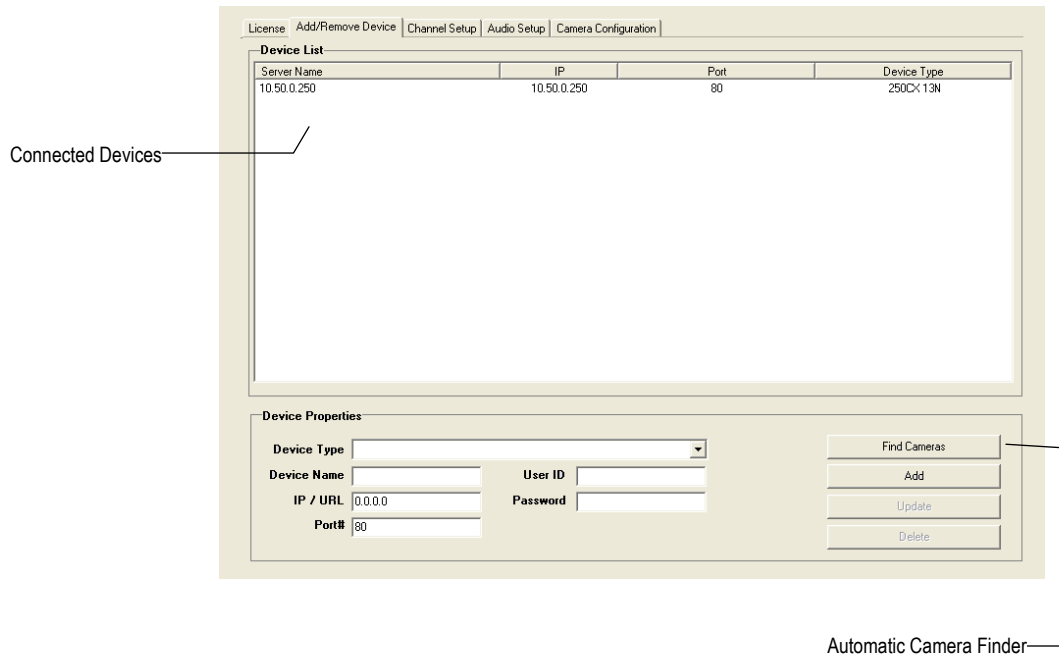 License Add/Remove Device Channel Setup Audio Setup Camera Configuration
Device List
Server Name IP Port Device Type
10.50.0.250 10.50.0.250 80 250CX 13N
Connected Devices
Device Properties
Device Type Find Cameras
Device Name User ID Add
IP / URL 0.0.0.0 Password Update
Port# 80 Delete
Automatic Camera Finder